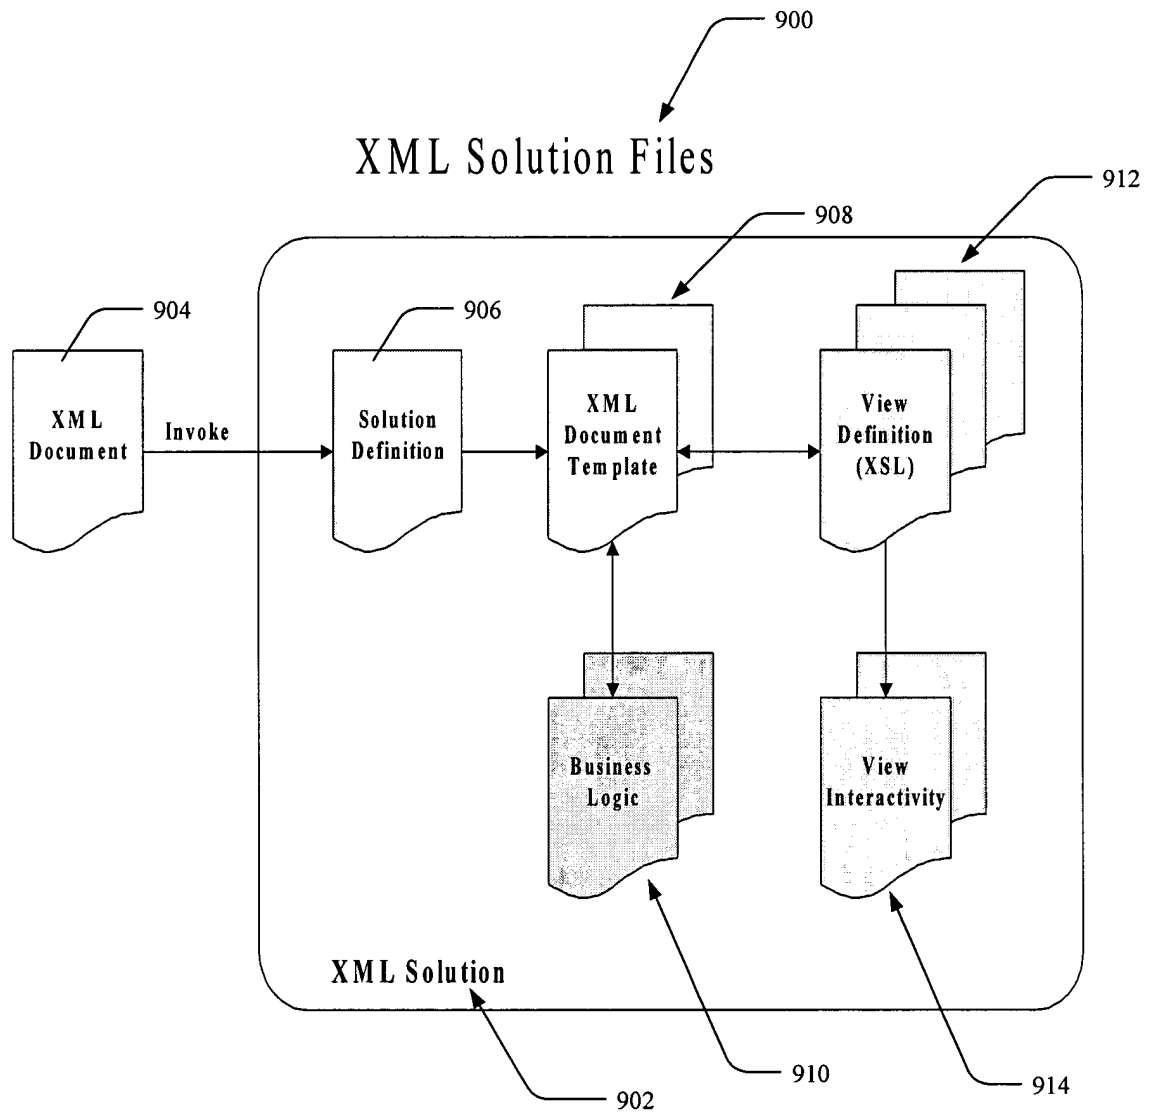 900
XML Solution Files
912
908
904
906
XML
Document
Invoke
Solution
Definition
XML
Document
Template
View
Definition
(XSL)
Business
Logic
View
Interactivity
XML Solution
902
910
914